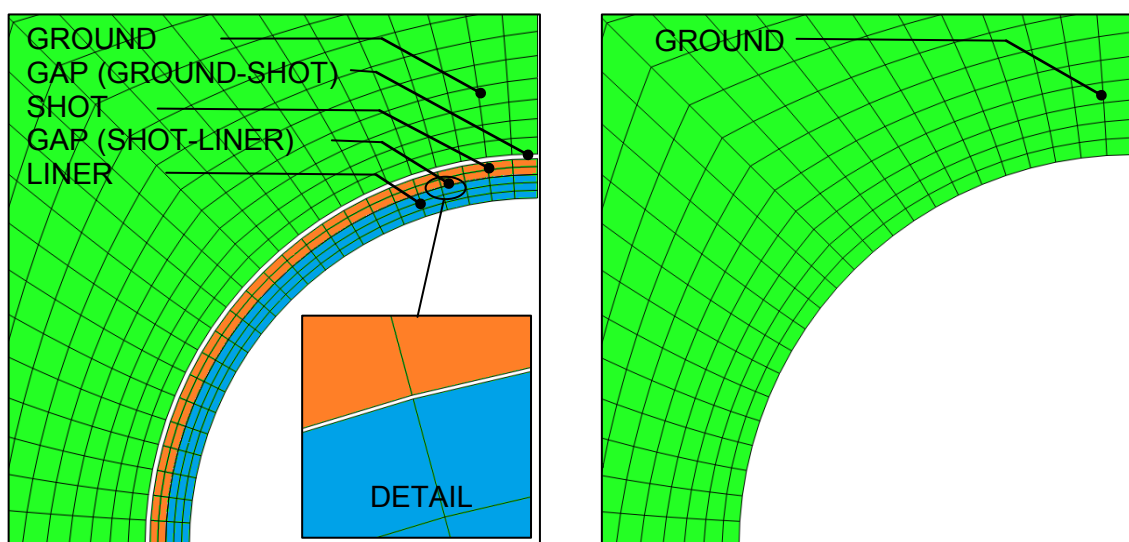 GROUND
GAP (GROUND-SHOT)
SHOT
GAP (SHOT-LINER)
LINER
DETAIL
GROUND